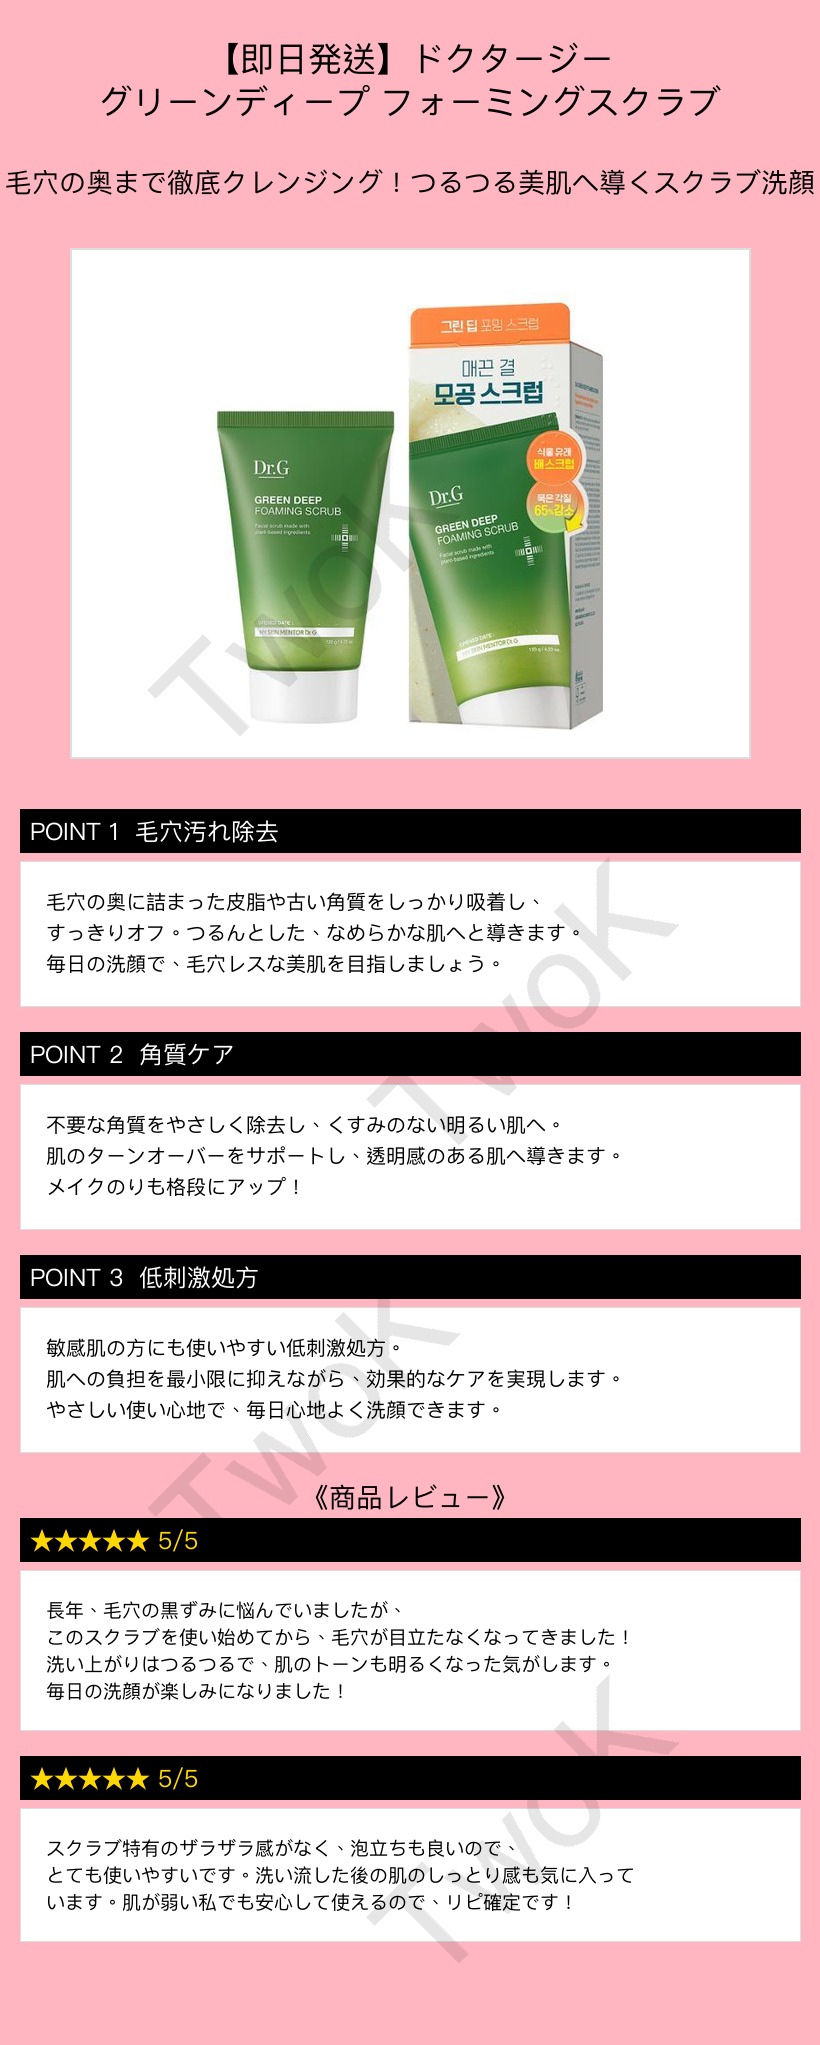 【即日発送】ドクタージー
グリーンディープ フォーミングスクラブ
毛穴の奥まで徹底クレンジング！つるつる美肌へ導くスクラブ洗顔
그린 딥 포밍 스크럽
매끈 결
모공 스크럽
식물 유래
배 스크럽
묵은 각질
65% 감소
Dr.G
GREEN DEEP
FOAMING SCRUB
Facial scrub made with
plant-based ingredients
OPENED DATE :
MY SKIN MENTOR Dr.G
120 g / 4.23 oz.
Dr.G
GREEN DEEP
FOAMING SCRUB
Facial scrub made with
plant-based ingredients
OPENED DATE :
MY SKIN MENTOR Dr.G
120 g / 4.23 oz.
TwoK
POINT 1 毛穴汚れ除去
毛穴の奥に詰まった皮脂や古い角質をしっかり吸着し、
すっきりオフ。つるんとした、なめらかな肌へと導きます。
毎日の洗顔で、毛穴レスな美肌を目指しましょう。
TwoK
POINT 2 角質ケア
不要な角質をやさしく除去し、くすみのない明るい肌へ。
肌のターンオーバーをサポートし、透明感のある肌へ導きます。
メイクのりも格段にアップ！
POINT 3 低刺激処方
敏感肌の方にも使いやすい低刺激処方。
肌への負担を最小限に抑えながら、効果的なケアを実現します。
やさしい使い心地で、毎日心地よく洗顔できます。
TwoK
《商品レビュー》
★★★★★ 5/5
長年、毛穴の黒ずみに悩んでいましたが、
このスクラブを使い始めてから、毛穴が目立たなくなってきました！
洗い上がりはつるつるで、肌のトーンも明るくなった気がします。
毎日の洗顔が楽しみになりました！
★★★★★ 5/5
スクラブ特有のザラザラ感がなく、泡立ちも良いので、
とても使いやすいです。洗い流した後の肌のしっとり感も気に入って
います。肌が弱い私でも安心して使えるので、リピ確定です！
TwoK